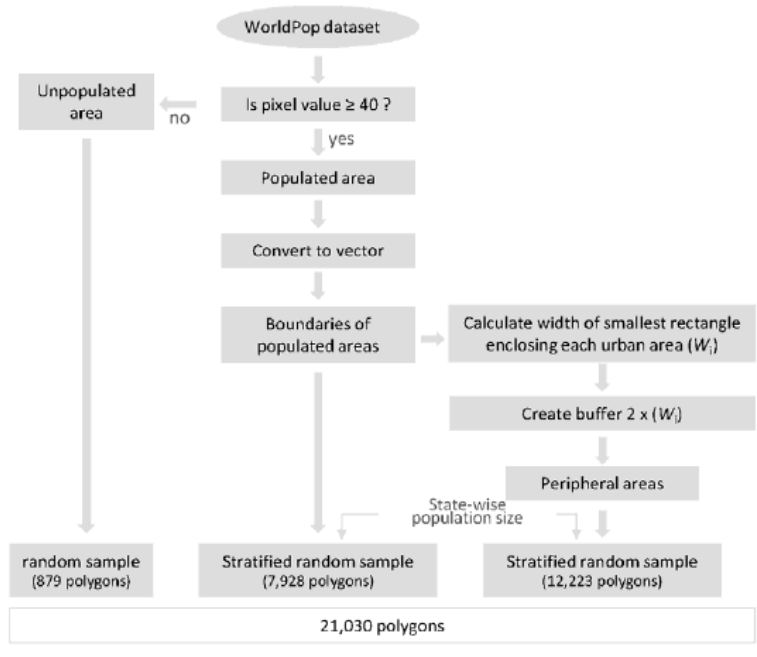 WorldPop dataset
Unpopulated
area
no
Is pixel value ≥ 40 ?
yes
Populated area
Convert to vector
Boundaries of
populated areas
Calculate width of smallest rectangle
enclosing each urban area (Wi)
Create buffer 2 x (Wi)
Peripheral areas
State-wise
population size
random sample
(879 polygons)
Stratified random sample
(7,928 polygons)
Stratified random sample
(12,223 polygons)
21,030 polygons